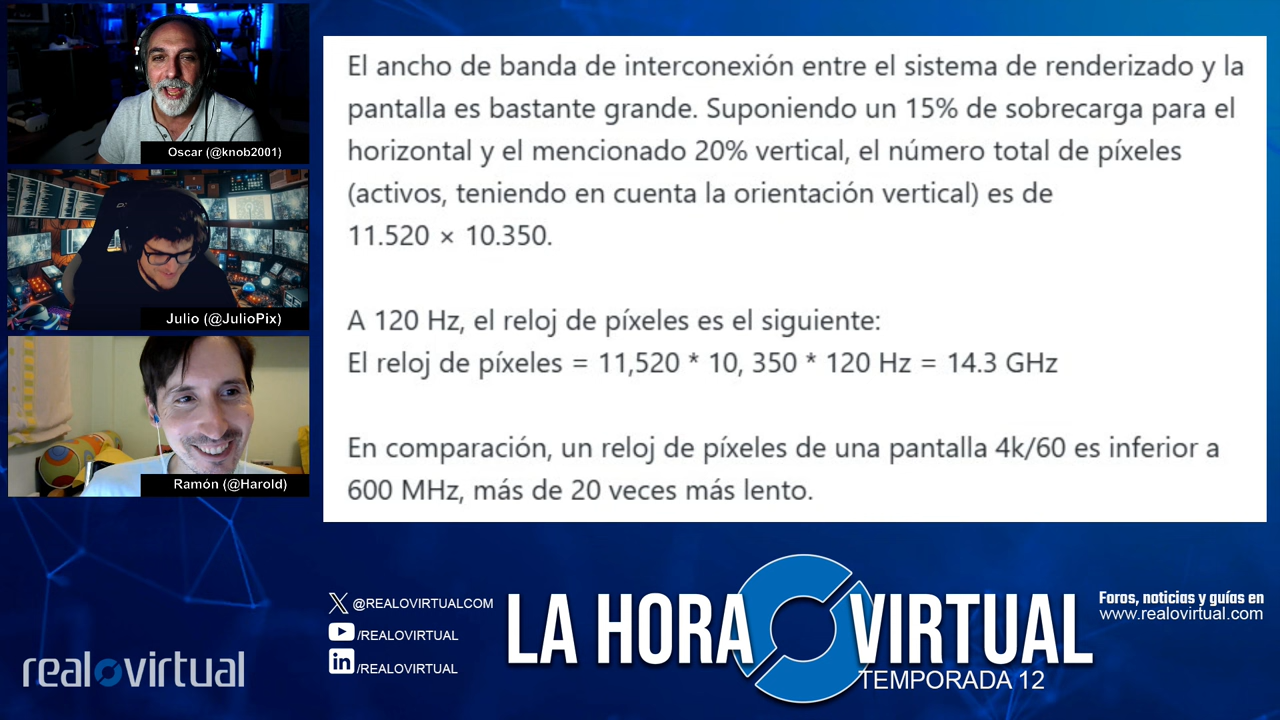 Oscar (@knob2001)
Julio (@JulioPix)
Ramón (@Harold)
El ancho de banda de interconexión entre el sistema de renderizado y la
pantalla es bastante grande. Suponiendo un 15% de sobrecarga para el
horizontal y el mencionado 20% vertical, el número total de píxeles
(activos, teniendo en cuenta la orientación vertical) es de
11.520 × 10.350.
A 120 Hz, el reloj de píxeles es el siguiente:
El reloj de píxeles = 11,520 * 10, 350 * 120 Hz = 14.3 GHz
En comparación, un reloj de píxeles de una pantalla 4k/60 es inferior a
600 MHz, más de 20 veces más lento.
realovirtual
X @REALOVIRTUALCOM
/REALOVIRTUAL
in /REALOVIRTUAL
LA HORA VIRTUAL
TEMPORADA 12
Foros, noticias y guías en
www.realovirtual.com